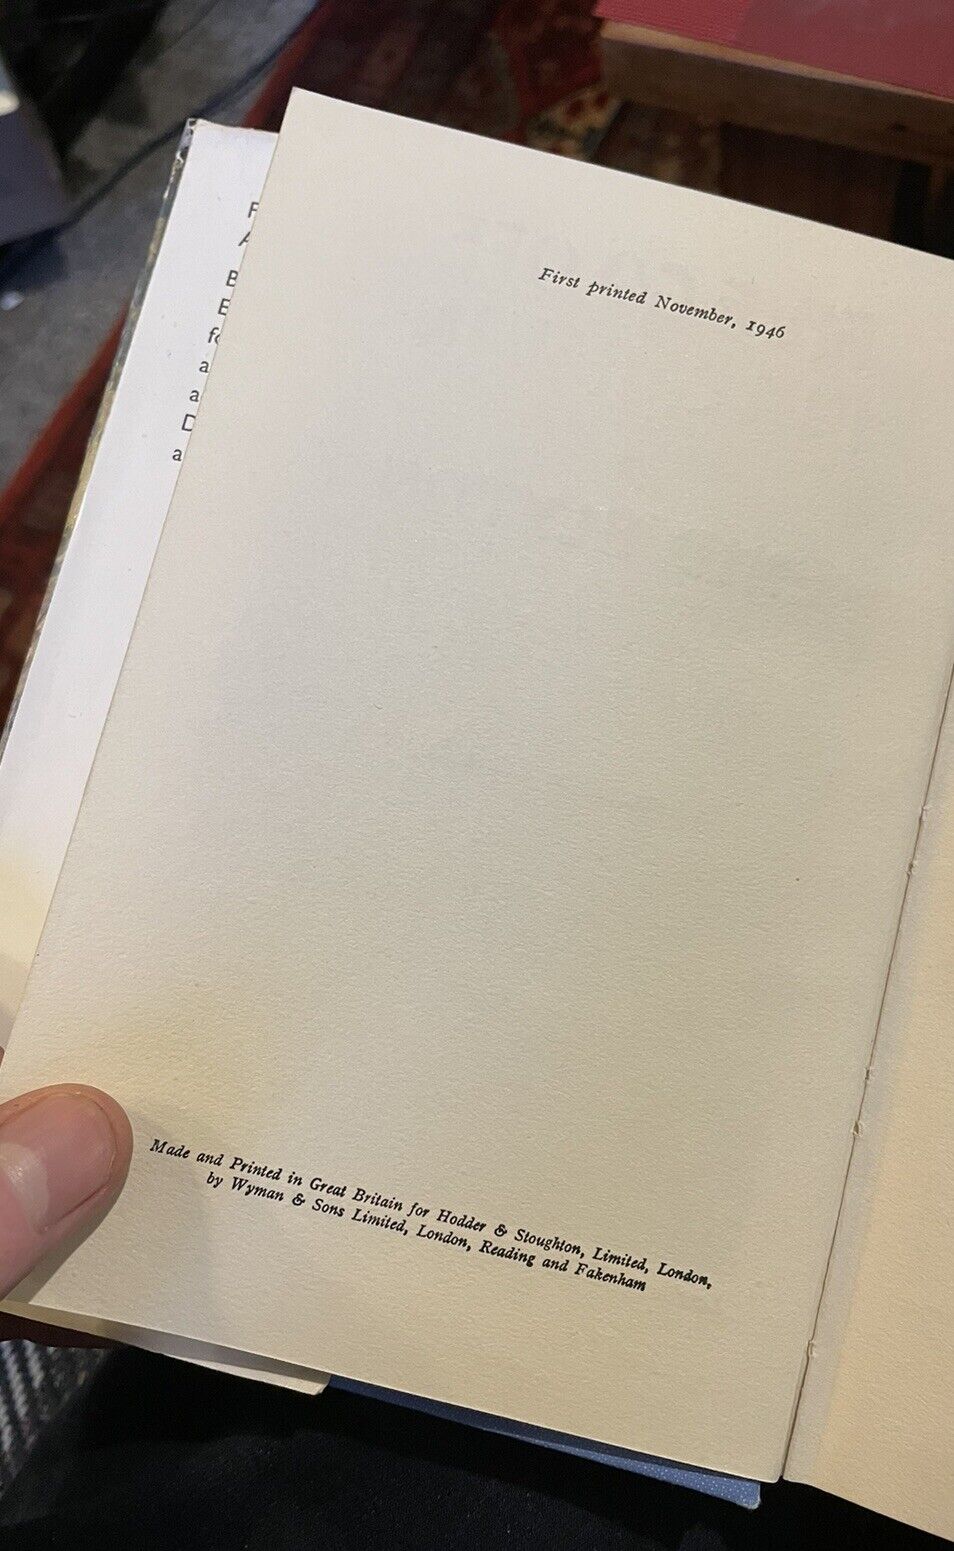 First printed November, 1946
Made and Printed in Great Britain for Hodder & Stoughton, Limited, London,
by Wyman & Sons Limited, London, Reading and Fakenham